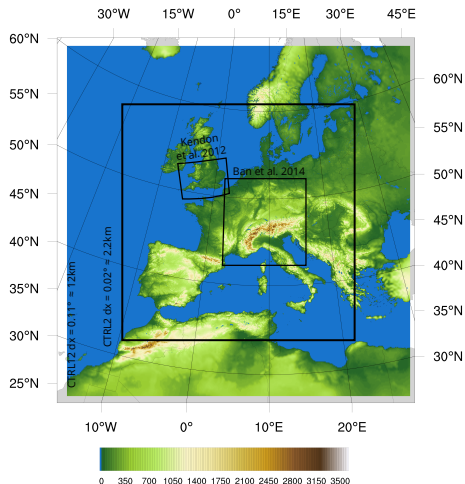 30°W 15°W 0° 15°E 30°E 45°E
60°N
55°N
50°N
45°N
40°N
35°N
30°N
25°N
60°N
55°N
50°N
45°N
40°N
35°N
30°N
Kendon
et al. 2012
Ban et al. 2014
CTRL12 dx = 0.11° ≈ 12km
CTRL2 dx = 0.02° ≈ 2.2km
10°W 0°E 10°E 20°E
0 350 700 1050 1400 1750 2100 2450 2800 3150 3500